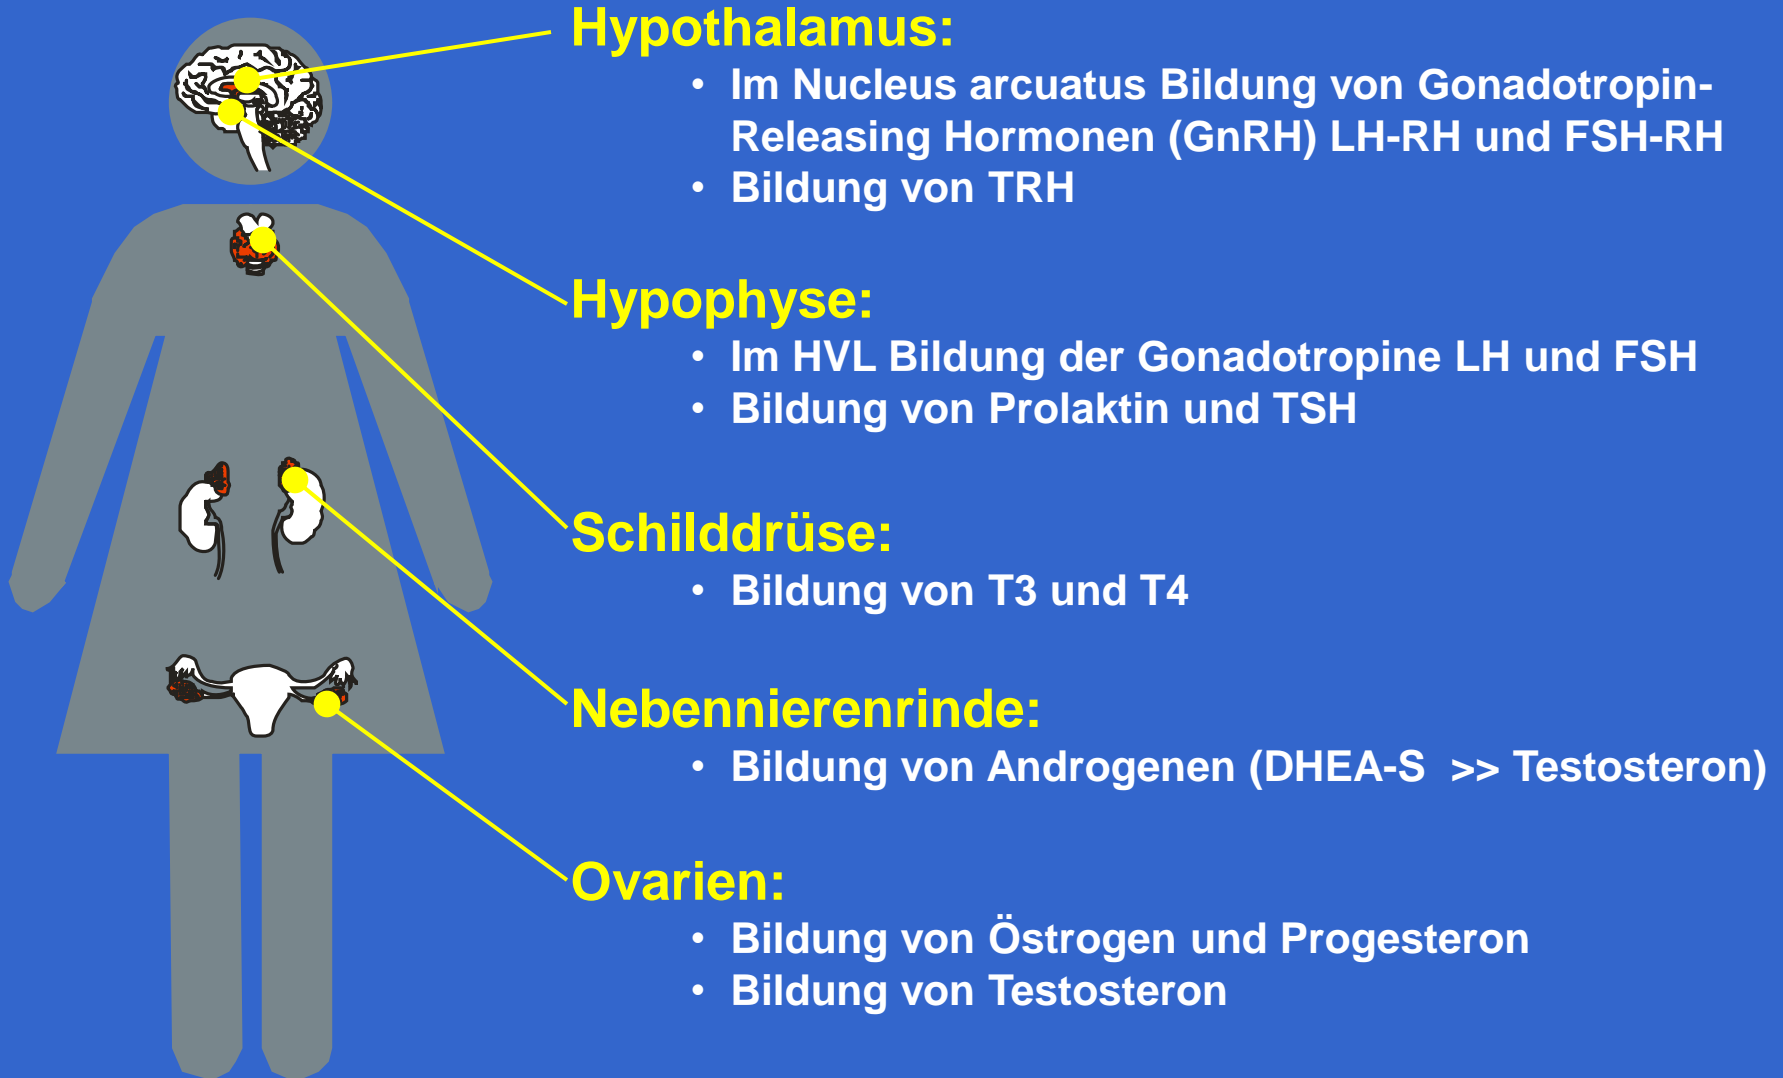 Hypothalamus:
• Im Nucleus arcuatus Bildung von Gonadotropin-
Releasing Hormonen (GnRH) LH-RH und FSH-RH
• Bildung von TRH
Hypophyse:
• Im HVL Bildung der Gonadotropine LH und FSH
• Bildung von Prolaktin und TSH
Schilddrüse:
• Bildung von T3 und T4
Nebennierenrinde:
• Bildung von Androgenen (DHEA-S >> Testosteron)
Ovarien:
• Bildung von Östrogen und Progesteron
• Bildung von Testosteron